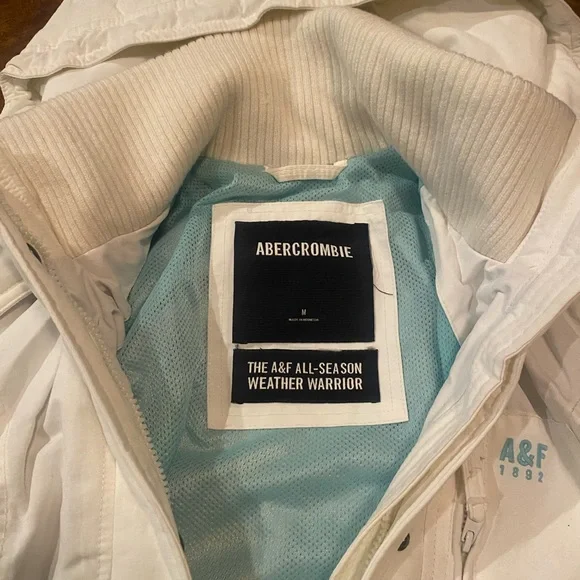 ABERCROMBIE
M
THE A&F ALL-SEASON
WEATHER WARRIOR
A&F
1892